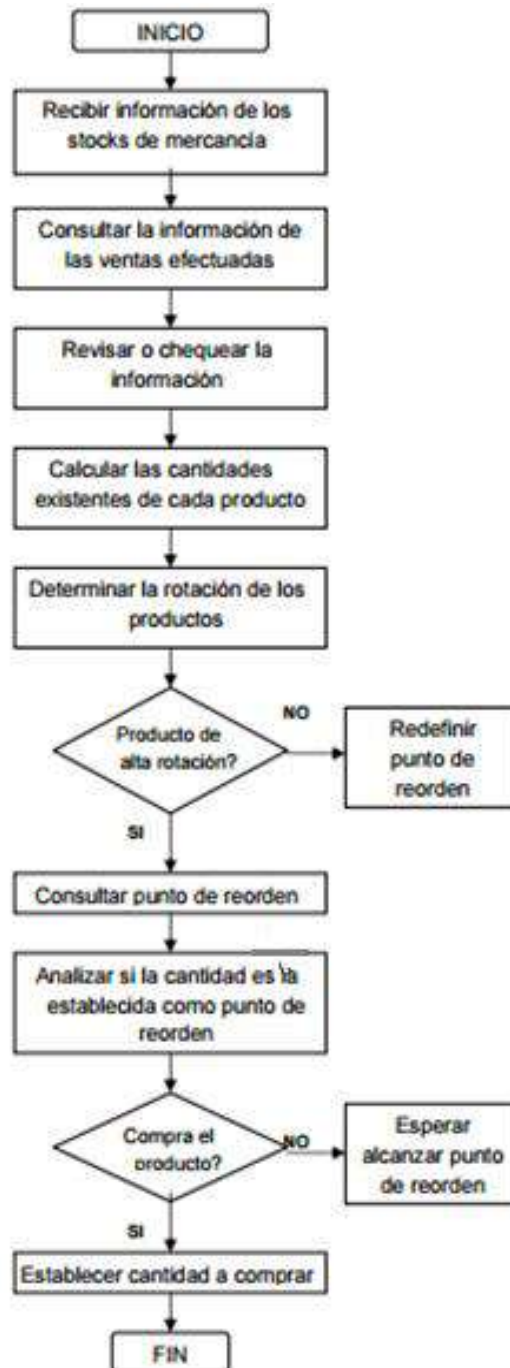 INICIO
Recibir información de los
stocks de mercancía
Consultar la información de
las ventas efectuadas
Revisar o chequear la
información
Calcular las cantidades
existentes de cada producto
Determinar la rotación de los
productos
Producto de
alta rotación?
NO
Redefinir
punto de
reorden
SI
Consultar punto de reorden
Analizar si la cantidad es la
establecida como punto de
reorden
Compra el
producto?
NO
Esperar
alcanzar punto
de reorden
SI
Establecer cantidad a comprar
FIN